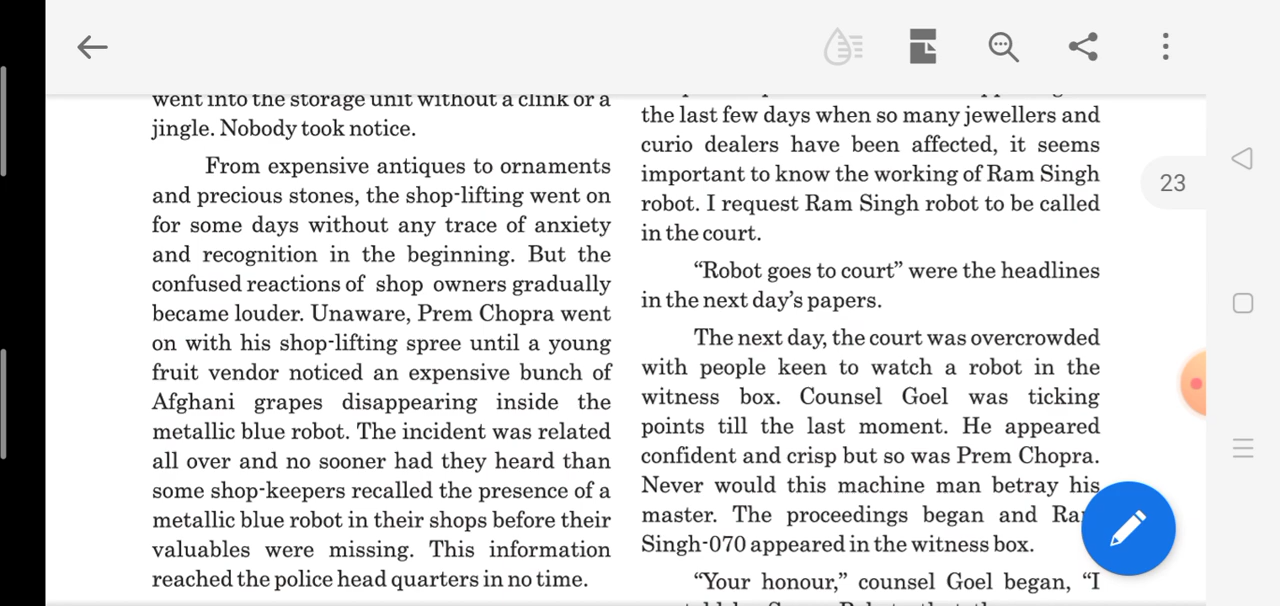 went into the storage unit without a clink or a
jingle. Nobody took notice.
From expensive antiques to ornaments
and precious stones, the shop-lifting went on
for some days without any trace of anxiety
and recognition in the beginning. But the
confused reactions of shop owners gradually
became louder. Unaware, Prem Chopra went
on with his shop-lifting spree until a young
fruit vendor noticed an expensive bunch of
Afghani grapes disappearing inside the
metallic blue robot. The incident was related
all over and no sooner had they heard than
some shop-keepers recalled the presence of a
metallic blue robot in their shops before their
valuables were missing. This information
reached the police head quarters in no time.
the last few days when so many jewellers and
curio dealers have been affected, it seems
important to know the working of Ram Singh
robot. I request Ram Singh robot to be called
in the court.
“Robot goes to court” were the headlines
in the next day’s papers.
The next day, the court was overcrowded
with people keen to watch a robot in the
witness box. Counsel Goel was ticking
points till the last moment. He appeared
confident and crisp but so was Prem Chopra.
Never would this machine man betray his
master. The proceedings began and Ra
Singh-070 appeared in the witness box.
“Your honour,” counsel Goel began, “I
23